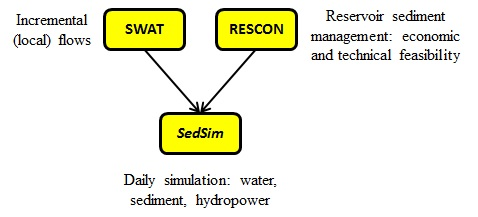 Incremental
(local) flows
SWAT
RESCON
Reservoir sediment
management: economic
and technical feasibility
SedSim
Daily simulation: water,
sediment, hydropower